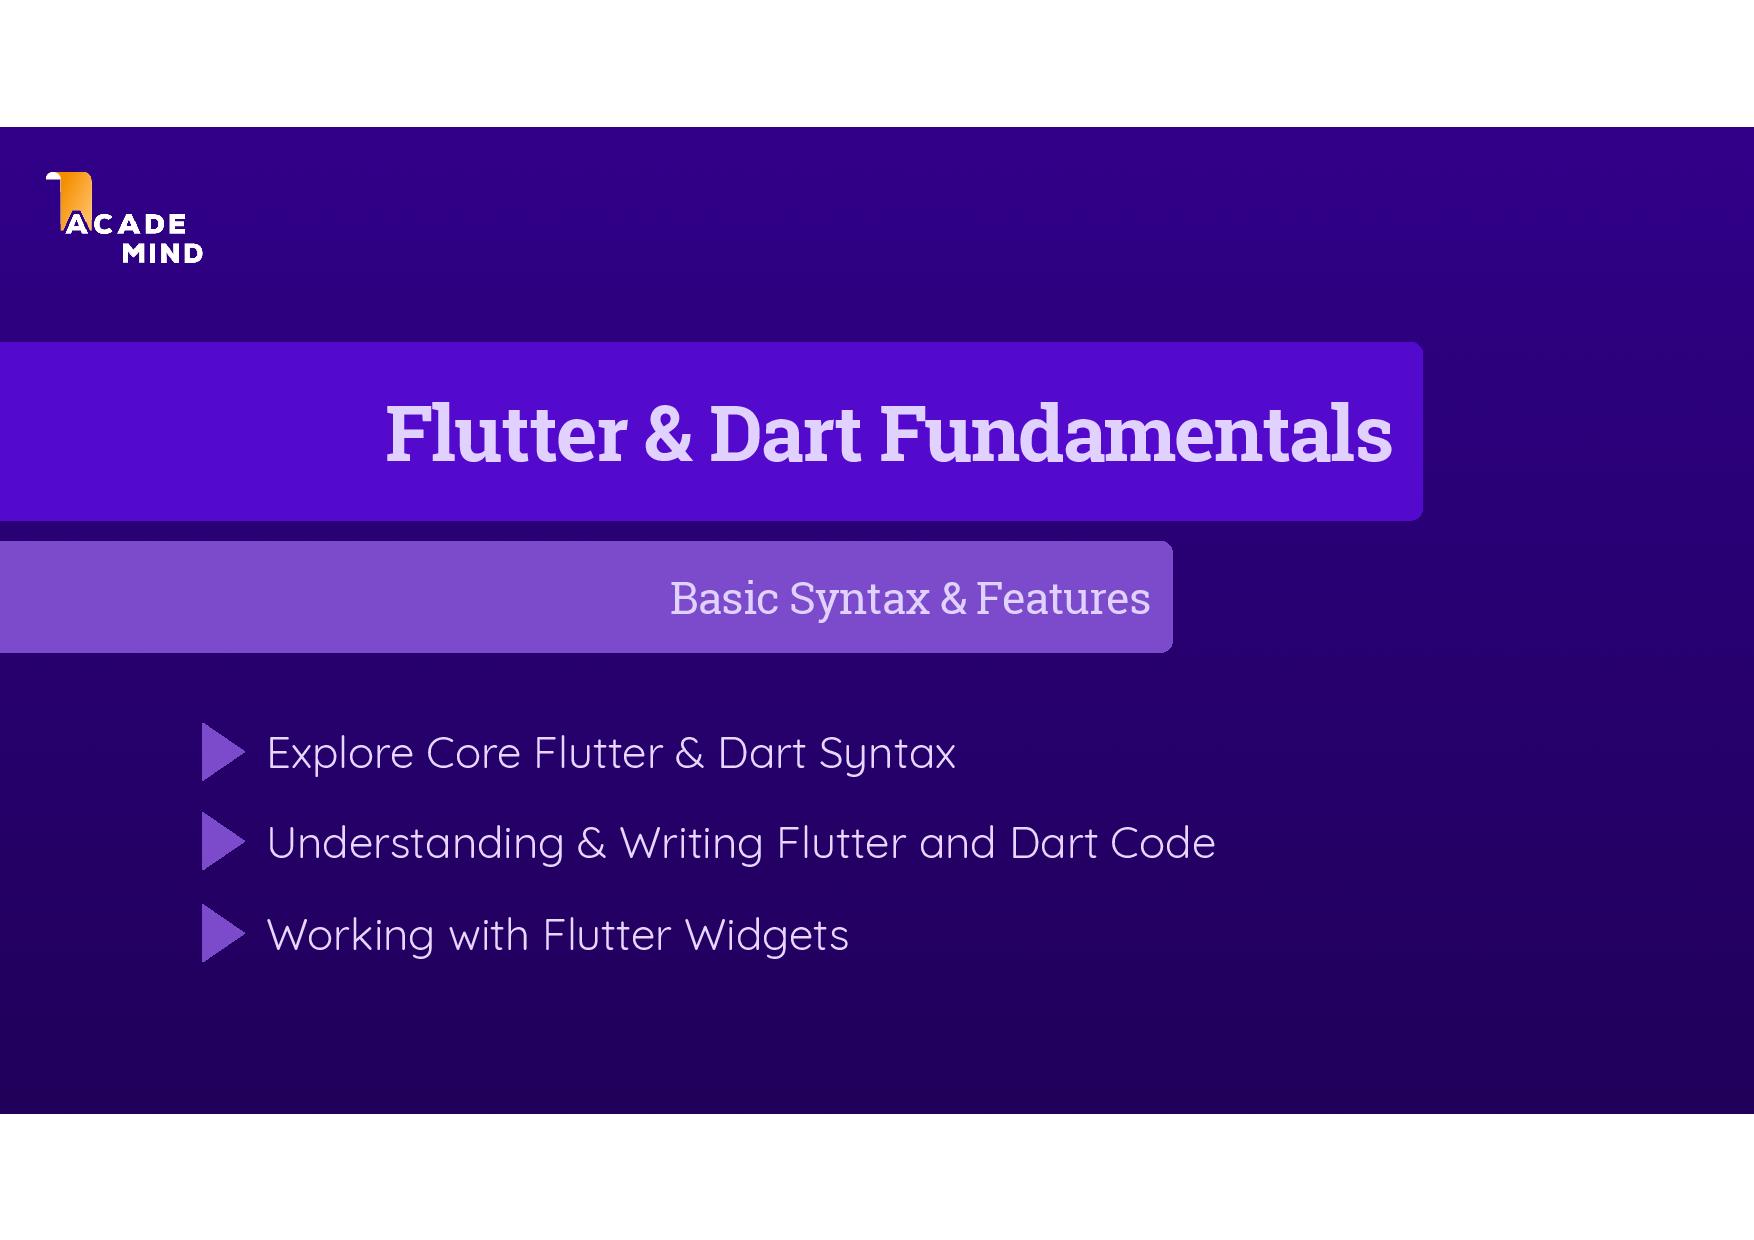 ACADE
MIND
Flutter & Dart Fundamentals
Basic Syntax & Features
Explore Core Flutter & Dart Syntax
Understanding & Writing Flutter and Dart Code
Working with Flutter Widgets